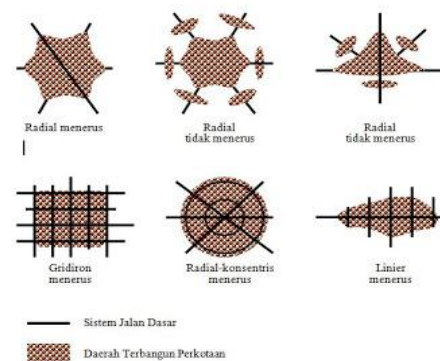 Radial menerus
Radial
tidak menerus
Radial
tidak menerus
Gridiron
menerus
Radial-konsentris
menerus
Linier
menerus
Sistem Jalan Dasar
Daerah Terbangun Perkotaan